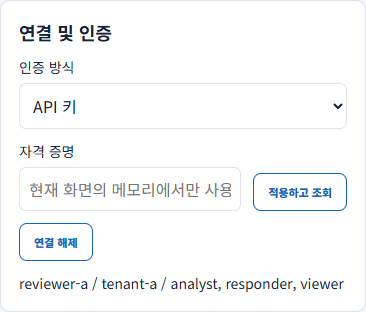 연결 및 인증
인증 방식
API 키
자격 증명
현재 화면의 메모리에서만 사용
적용하고 조회
연결 해제
reviewer-a / tenant-a / analyst, responder, viewer